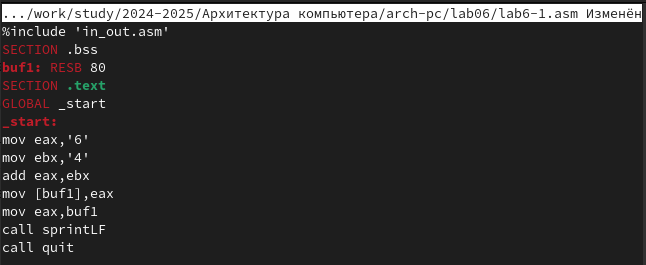 .../work/study/2024-2025/Архитектура компьютера/arch-pc/lab06/lab6-1.asm Изменён
%include 'in_out.asm'
SECTION .bss
buf1: RESB 80
SECTION .text
GLOBAL _start
_start:
mov eax,'6'
mov ebx,'4'
add eax,ebx
mov [buf1],eax
mov eax,buf1
call sprintLF
call quit